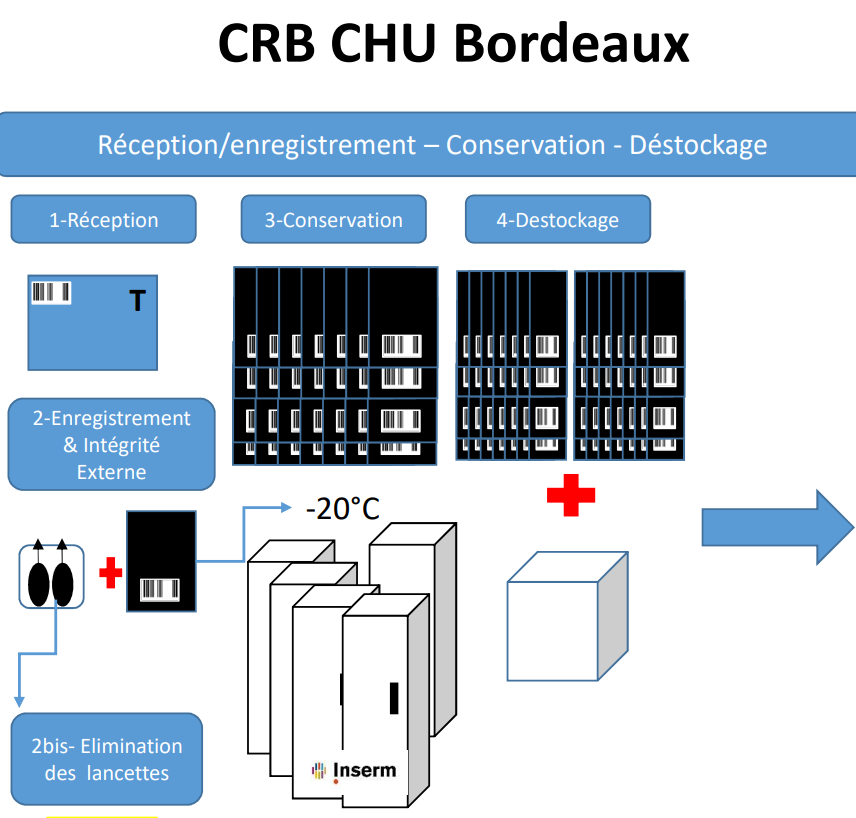 CRB CHU Bordeaux
Réception/enregistrement – Conservation - Déstockage
1-Réception
3-Conservation
4-Destockage
T
2-Enregistrement
& Intégrité
Externe
-20°C
2bis- Elimination
des lancettes
Inserm